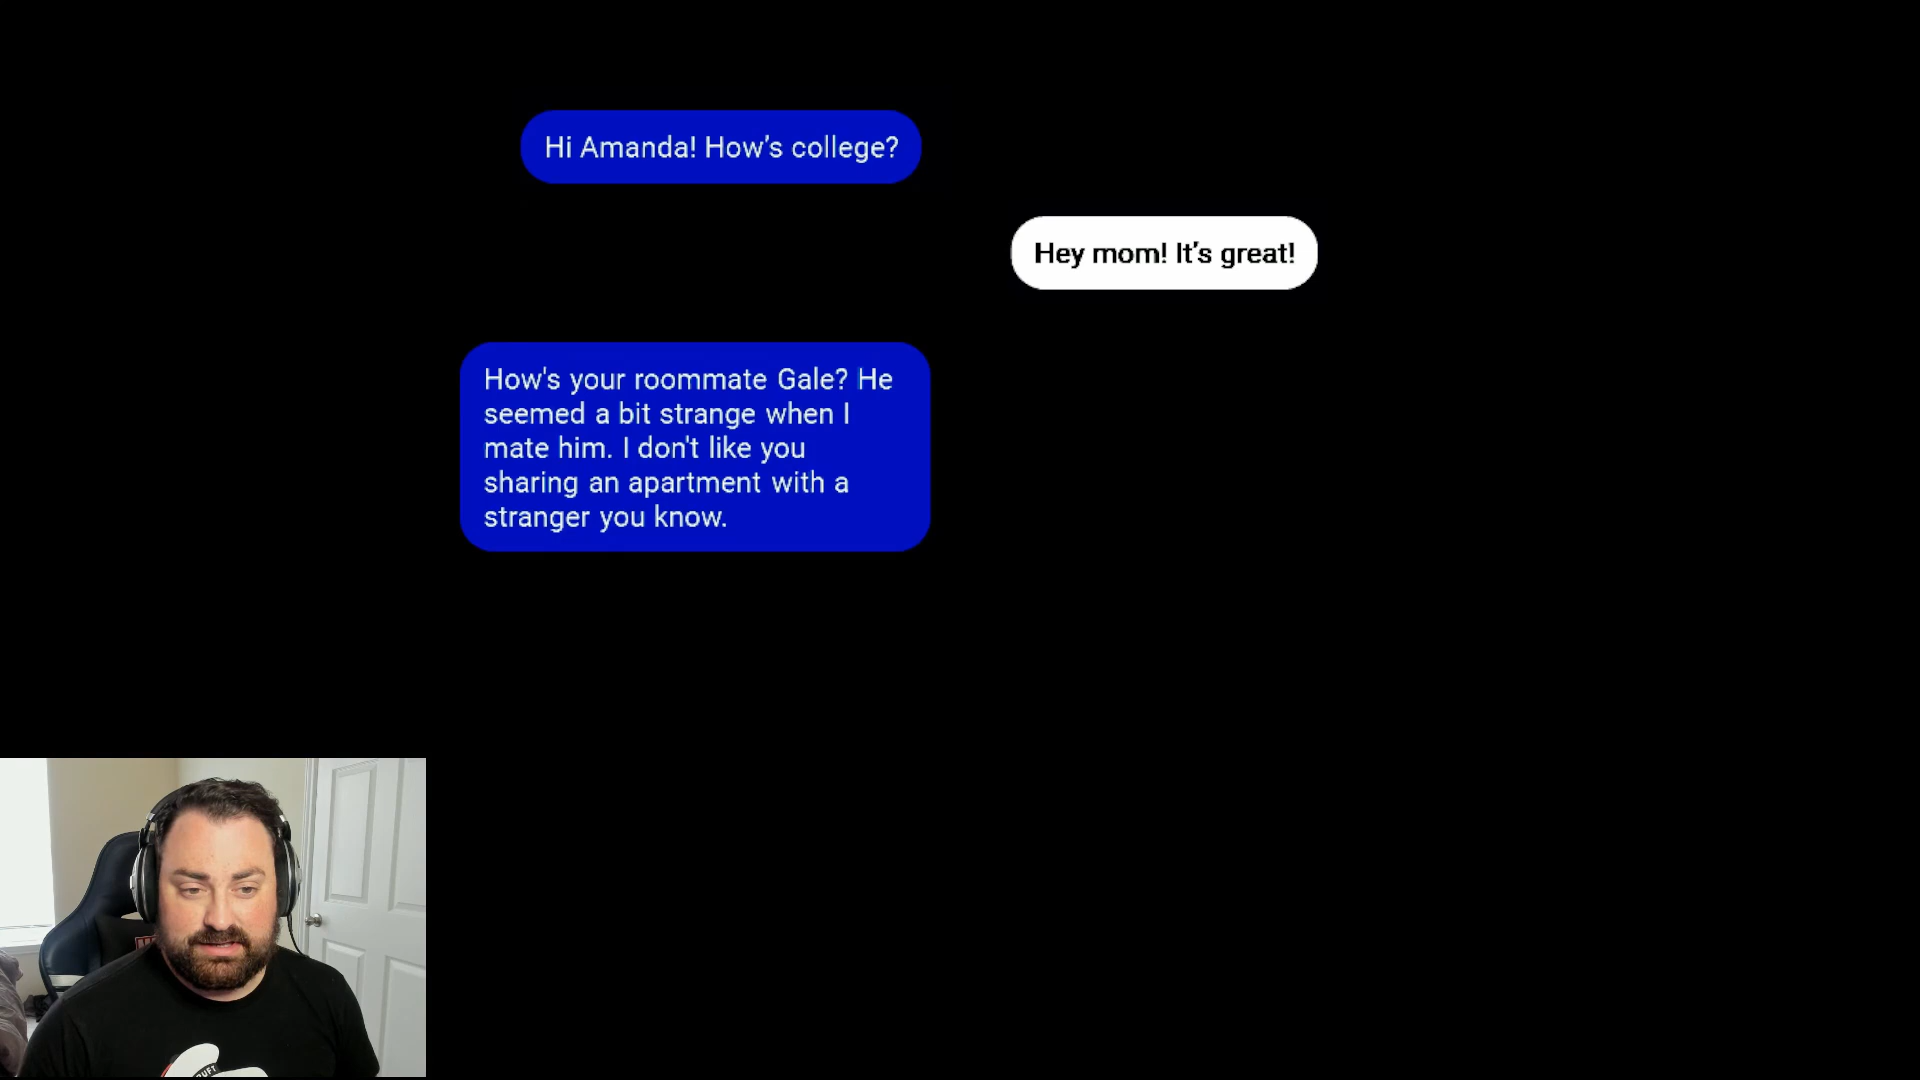 Hi Amanda! How's college?
Hey mom! It's great!
How's your roommate Gale? He
seemed a bit strange when I
mate him. I don't like you
sharing an apartment with a
stranger you know.